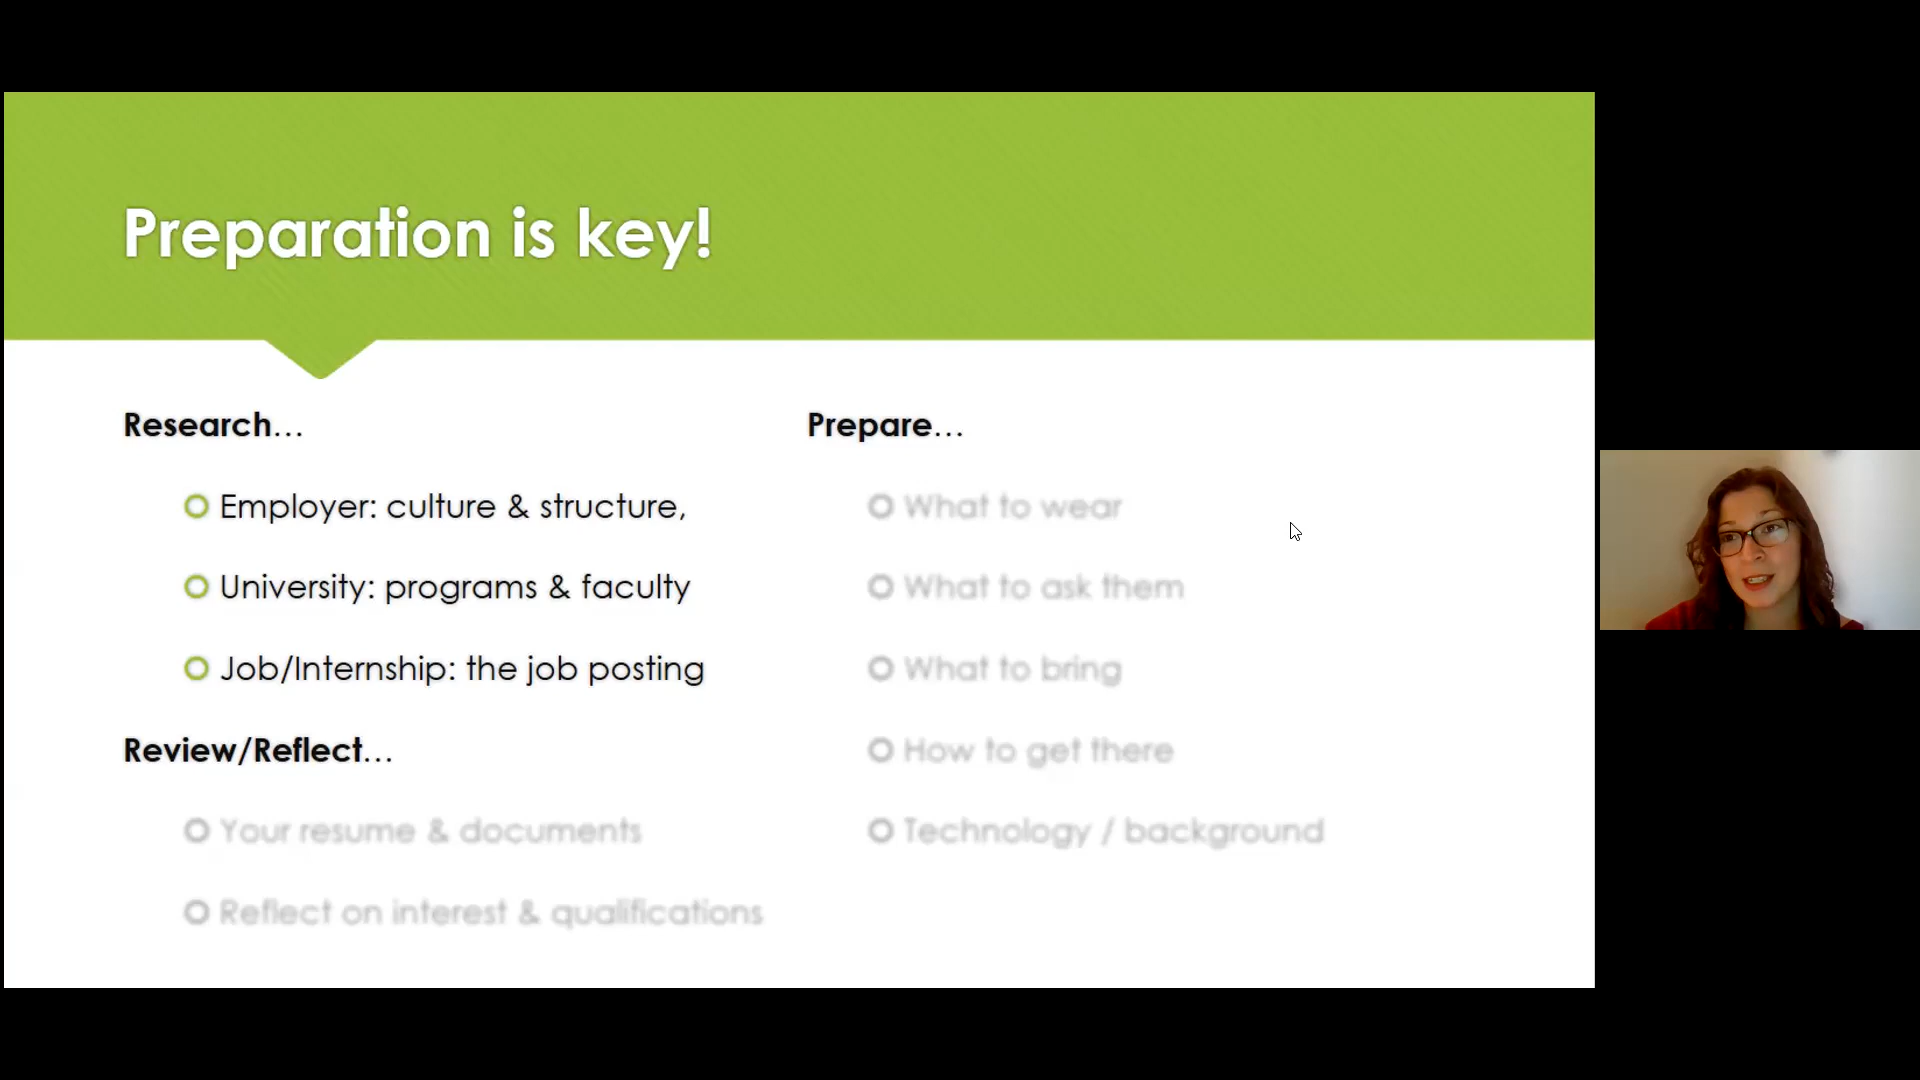 Preparation is key!
Research…
Employer: culture & structure,
University: programs & faculty
Job/Internship: the job posting
Review/Reflect…
Your resume & documents
Reflect on interest & qualifications
Prepare…
What to wear
What to ask them
What to bring
How to get there
Technology / background